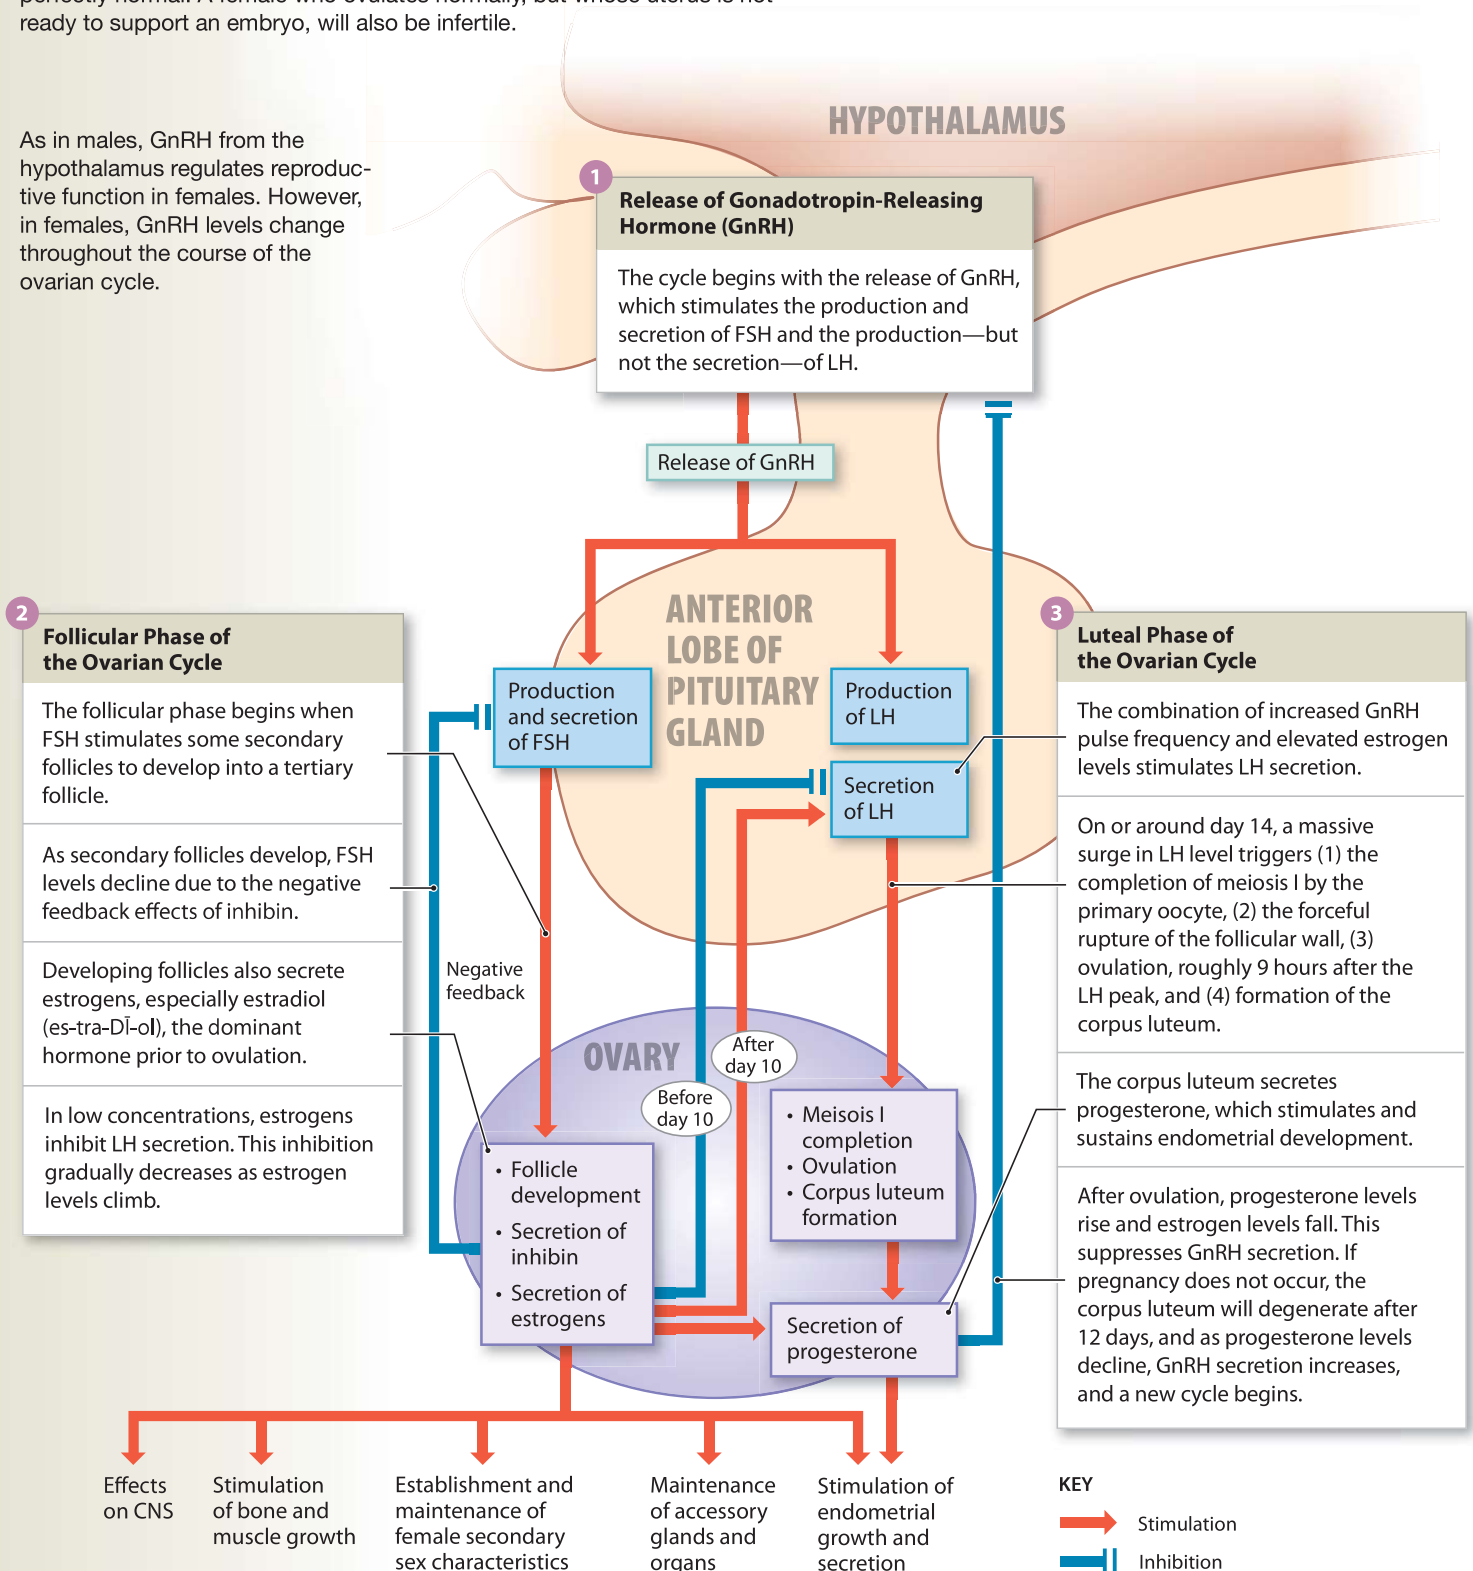 perfectly normal. A female who ovulates normally, but whose uterus is not
ready to support an embryo, will also be infertile.
As in males, GnRH from the
hypothalamus regulates reproduc-
tive function in females. However,
in females, GnRH levels change
throughout the course of the
ovarian cycle.
HYPOTHALAMUS
1
Release of Gonadotropin-Releasing
Hormone (GnRH)
The cycle begins with the release of GnRH,
which stimulates the production and
secretion of FSH and the production—but
not the secretion—of LH.
Release of GnRH
2
Follicular Phase of
the Ovarian Cycle
The follicular phase begins when
FSH stimulates some secondary
follicles to develop into a tertiary
follicle.
As secondary follicles develop, FSH
levels decline due to the negative
feedback effects of inhibin.
Developing follicles also secrete
estrogens, especially estradiol
(es-tra-DĪ-ol), the dominant
hormone prior to ovulation.
In low concentrations, estrogens
inhibit LH secretion. This inhibition
gradually decreases as estrogen
levels climb.
ANTERIOR
LOBE OF
PITUITARY
GLAND
Production
and secretion
of FSH
Production
of LH
Secretion
of LH
Negative
feedback
OVARY
After
day 10
Before
day 10
• Follicle
development
• Secretion of
inhibin
• Secretion of
estrogens
• Meisois I
completion
• Ovulation
• Corpus luteum
formation
Secretion of
progesterone
3
Luteal Phase of
the Ovarian Cycle
The combination of increased GnRH
pulse frequency and elevated estrogen
levels stimulates LH secretion.
On or around day 14, a massive
surge in LH level triggers (1) the
completion of meiosis I by the
primary oocyte, (2) the forceful
rupture of the follicular wall, (3)
ovulation, roughly 9 hours after the
LH peak, and (4) formation of the
corpus luteum.
The corpus luteum secretes
progesterone, which stimulates and
sustains endometrial development.
After ovulation, progesterone levels
rise and estrogen levels fall. This
suppresses GnRH secretion. If
pregnancy does not occur, the
corpus luteum will degenerate after
12 days, and as progesterone levels
decline, GnRH secretion increases,
and a new cycle begins.
Effects
on CNS
Stimulation
of bone and
muscle growth
Establishment and
maintenance of
female secondary
sex characteristics
Maintenance
of accessory
glands and
organs
Stimulation of
endometrial
growth and
secretion
KEY
Stimulation
Inhibition